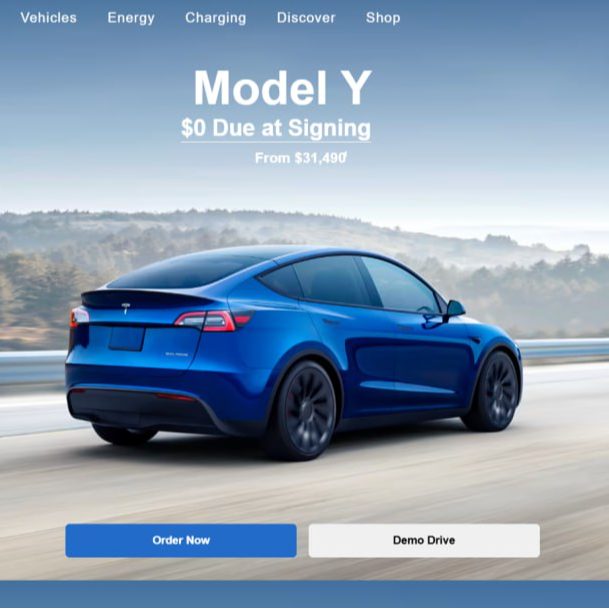 Vehicles Energy Charging Discover Shop
Model Y
$0 Due at Signing
From $31,490
Order Now Demo Drive